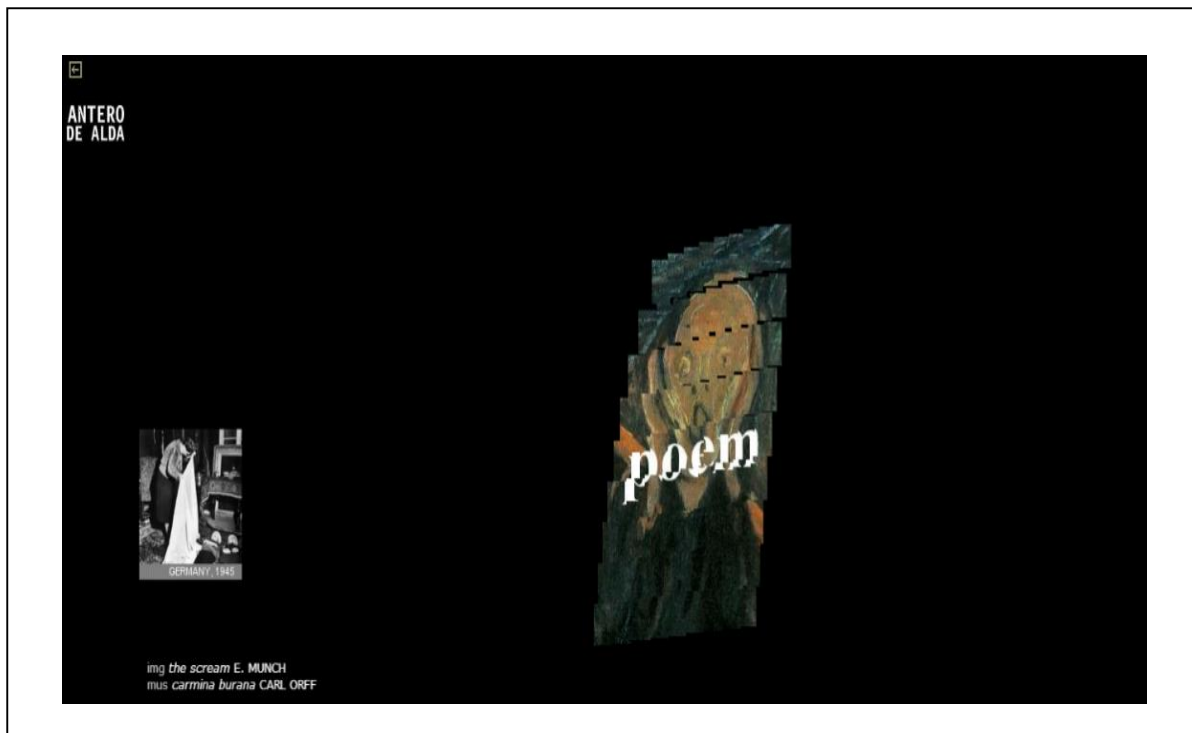 ANTERO
DE ALDA
poem
GERMANY, 1945
img the scream E. MUNCH
mus carmina burana CARL ORFF